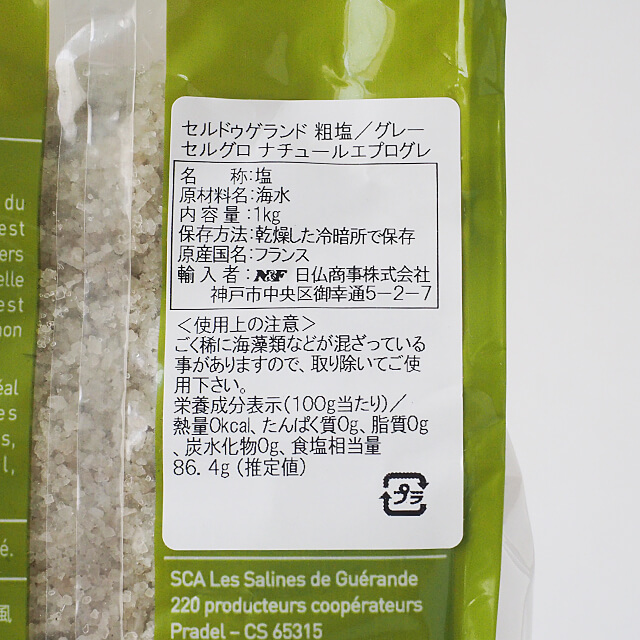 セルドゥゲランド 粗塩／グレー
セルグロ ナチュールエプログレ
名　　称:塩
原材料名:海水
内 容 量:1kg
保存方法:乾燥した冷暗所で保存
原産国名:フランス
輸 入 者:NBF 日仏商事株式会社
神戸市中央区御幸通5-2-7
＜使用上の注意＞
ごく稀に海藻類などが混ざっている
事がありますので、取り除いてご使
用下さい。
栄養成分表示(100g当たり)／
熱量0kcal、たんぱく質0g、脂質0g
、炭水化物0g、食塩相当量
86.4g (推定値)
プラ
SCA Les Salines de Guérande
220 producteurs coopérateurs
Pradel – CS 65315
du
est
elle
est
es
風